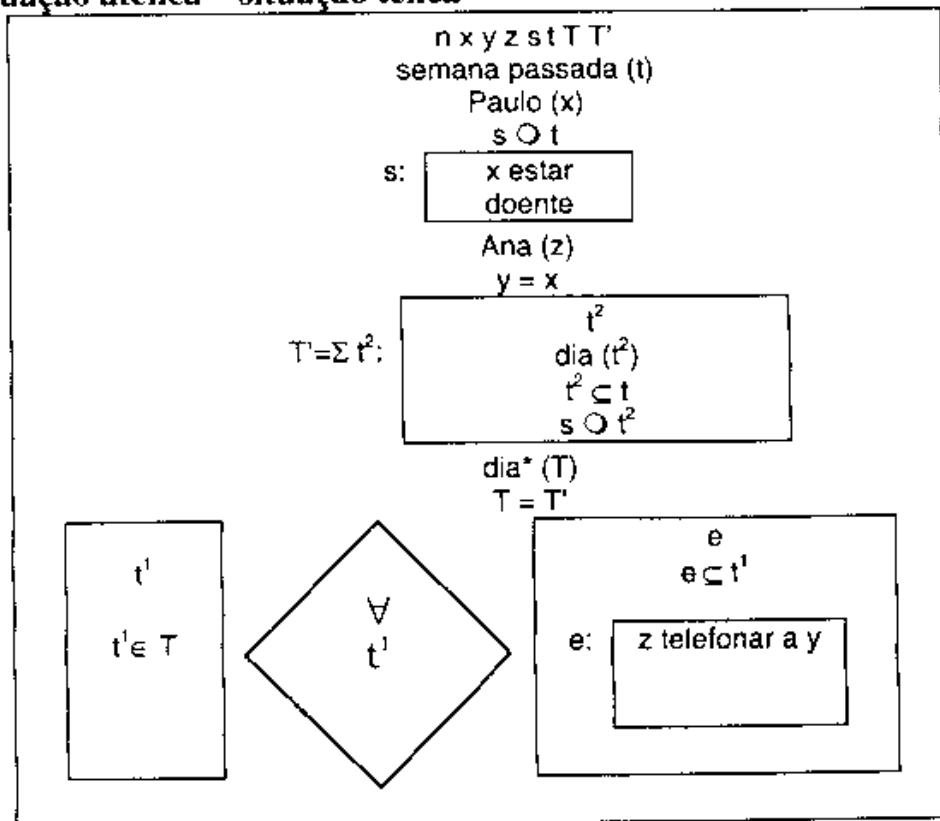 n x y z s t T T'
semana passada (t)
Paulo (x)
s ❍ t
s:
x estar
doente
Ana (z)
y = x
T'=Σ t²:
t²
dia (t²)
t² ⊆ t
s ❍ t²
dia* (T)
T = T'
t¹
t¹∈ T
∀
t¹
e
e ⊆ t¹
e:
z telefonar a y